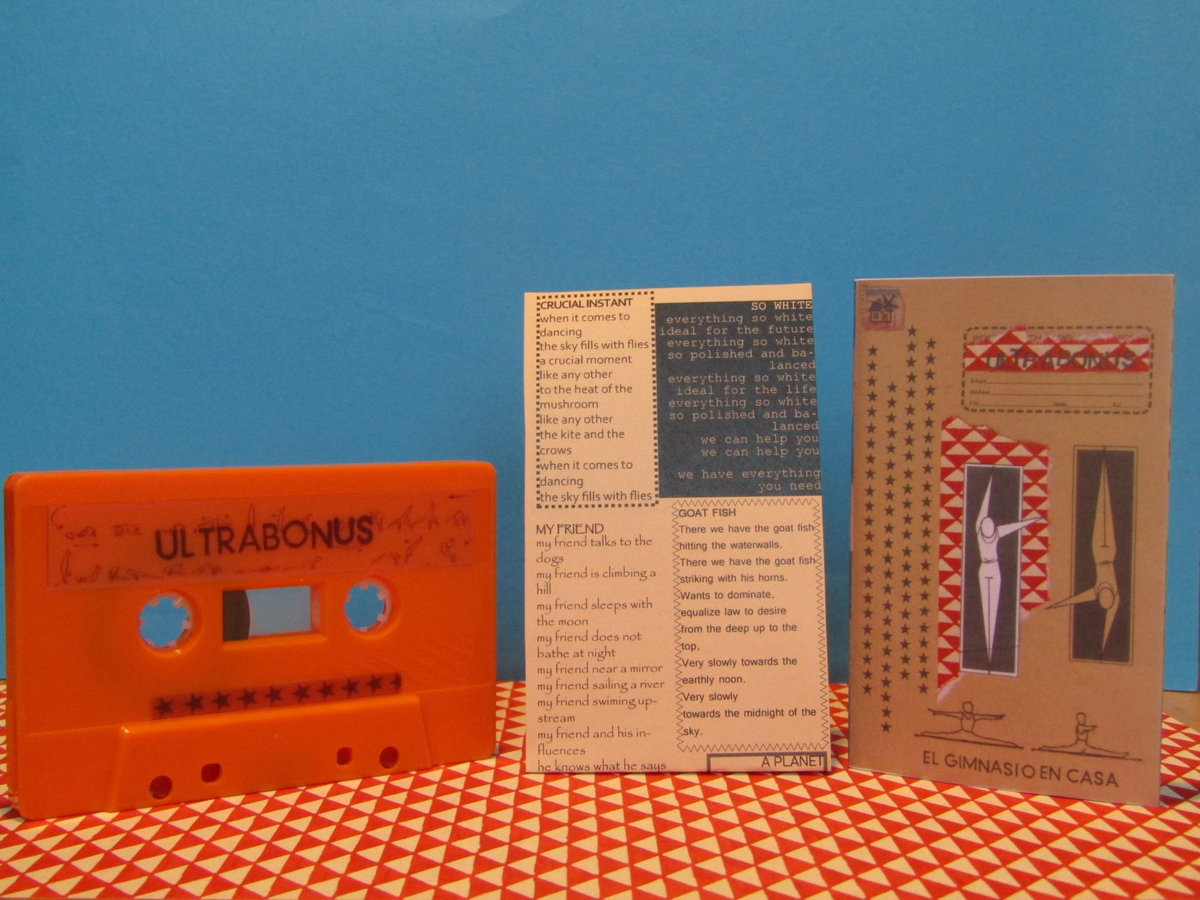 ULTRABONUS
CRUCIAL INSTANT
when it comes to
dancing
the sky fills with flies
a crucial moment
like any other
to the heat of the
mushroom
like any other
the kite and the
crows
when it comes to
dancing
the sky fills with flies
SO WHITE
everything so white
ideal for the future
everything so white
so polished and ba-
lanced
everything so white
ideal for the life
everything so white
so polished and ba-
lanced
we can help you
we can help you
we have everything
you need
MY FRIEND
my friend talks to the
dogs
my friend is climbing a
hill
my friend sleeps with
the moon
my friend does not
bathe at night
my friend near a mirror
my friend sailing a river
my friend swiming up-
stream
my friend and his in-
fluences
he knows what he says
GOAT FISH
There we have the goat fish
hitting the waterwalls.
There we have the goat fish
striking with his horns.
Wants to dominate,
equalize law to desire
from the deep up to the
top,
Very slowly towards the
earthly noon.
Very slowly
towards the midnight of the
sky.
A PLANET
ULTRABONUS
EL GIMNASIO EN CASA